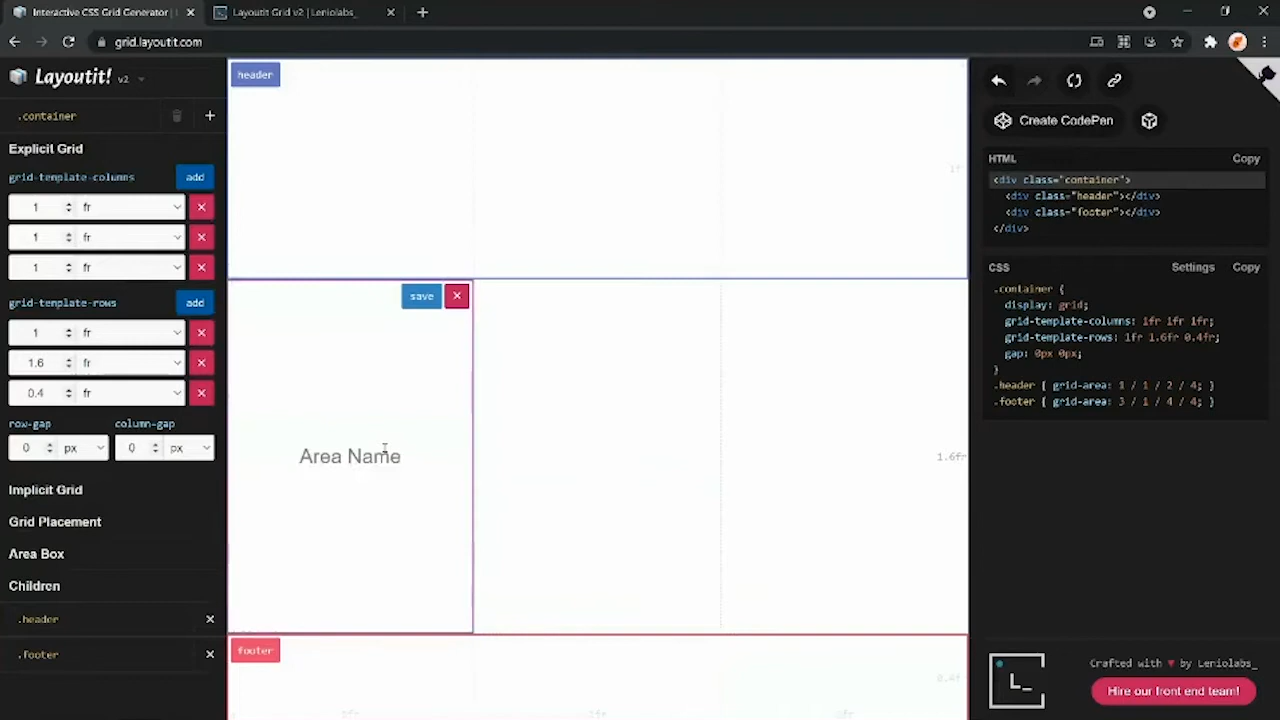 Interactive CSS Grid Generator |
Layoutit Grid v2 | Leniolabs_
grid.layoutit.com
Layoutit! v2
.container
Explicit Grid
grid-template-columns add
1 fr
1 fr
1 fr
grid-template-rows add
1 fr
1.6 fr
0.4 fr
row-gap column-gap
0 px 0 px
Implicit Grid
Grid Placement
Area Box
Children
.header
.footer
header
1f
save
Area Name
1.6fr
footer
0.4f
Create CodePen
HTML Copy
<div class="container">
<div class="header"></div>
<div class="footer"></div>
</div>
CSS Settings Copy
.container {
display: grid;
grid-template-columns: 1fr 1fr 1fr;
grid-template-rows: 1fr 1.6fr 0.4fr;
gap: 0px 0px;
}
.header { grid-area: 1 / 1 / 2 / 4; }
.footer { grid-area: 3 / 1 / 4 / 4; }
L_
Crafted with ♥ by Leniolabs_
Hire our front end team!